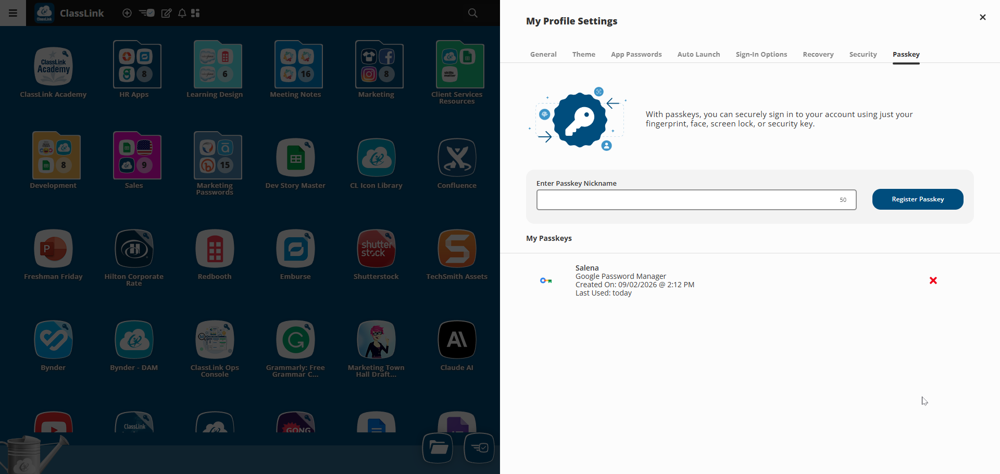 ClassLink
ClassLink
My Profile Settings
General
Theme
App Passwords
Auto Launch
Sign-In Options
Recovery
Security
Passkey
With passkeys, you can securely sign in to your account using just your
fingerprint, face, screen lock, or security key.
Enter Passkey Nickname
50
Register Passkey
My Passkeys
Salena
Google Password Manager
Created On: 09/02/2026 @ 2:12 PM
Last Used: today
ClassLink
Academy
ClassLink Academy
8
HR Apps
6
Learning Design
16
Meeting Notes
8
Marketing
skills
matter
Client Services
Resources
8
Development
9
Sales
15
Marketing
Passwords
Dev Story Master
CL Icon Library
Confluence
P
Freshman Friday
H
Hilton Corporate
Rate
Redbooth
Emburse
shutter
stock
Shutterstock
S
TechSmith Assets
Bynder
Bynder - DAM
ClassLink Ops
Console
G
Grammarly: Free
Grammar C...
Marketing Town
Hall Draft...
AI
Claude AI
ClassLink
GONG